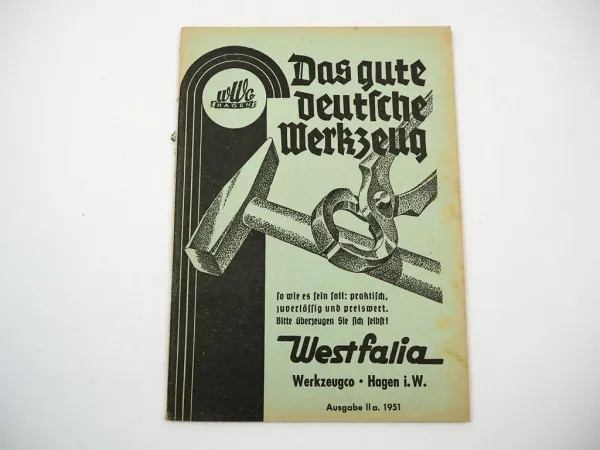 WWG
HAGEN
Das gute
deutsche
Werkzeug
so wie es sein soll: praktisch,
zuverlässig und preiswert.
Bitte überzeugen Sie sich selbst!
Westfalia
Werkzeugco • Hagen i.W.
Ausgabe II a. 1951